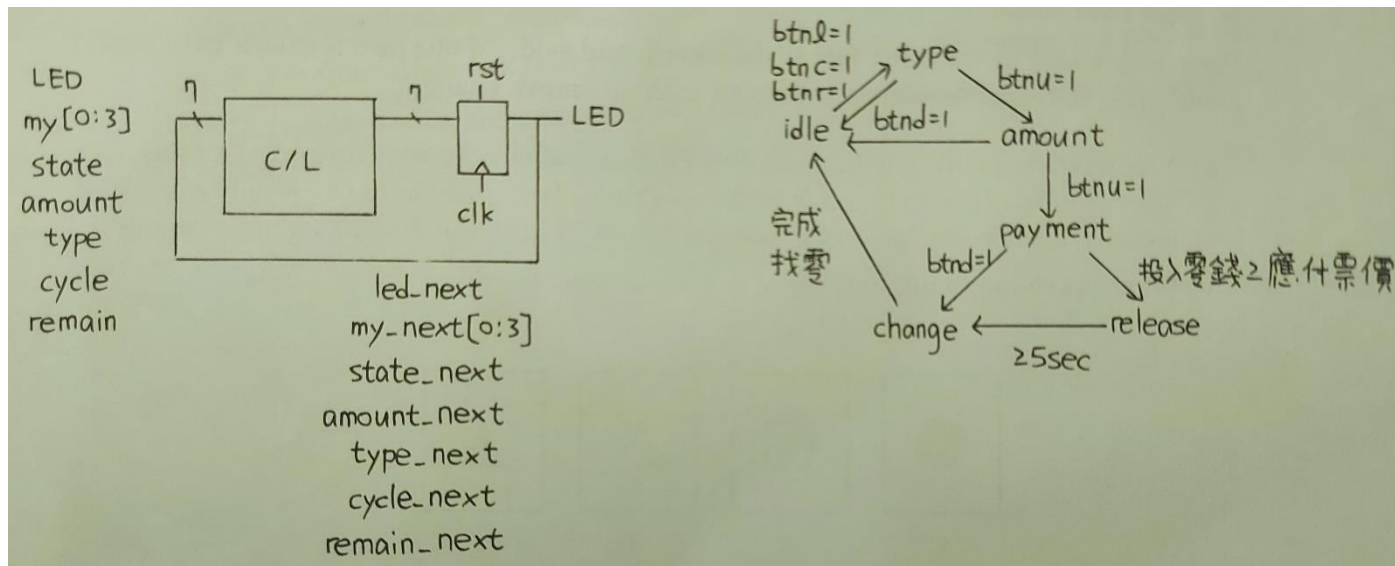 LED
my[0:3]
state
amount
type
cycle
remain
7
C/L
7
rst
clk
LED
led_next
my_next[0:3]
state_next
amount_next
type_next
cycle_next
remain_next
btnl=1
btnc=1
btnr=1
type
btnu=1
idle
btnd=1
amount
btnu=1
payment
完成
找零
btnd=1
投入零錢≥應付票價
change
release
≥5sec